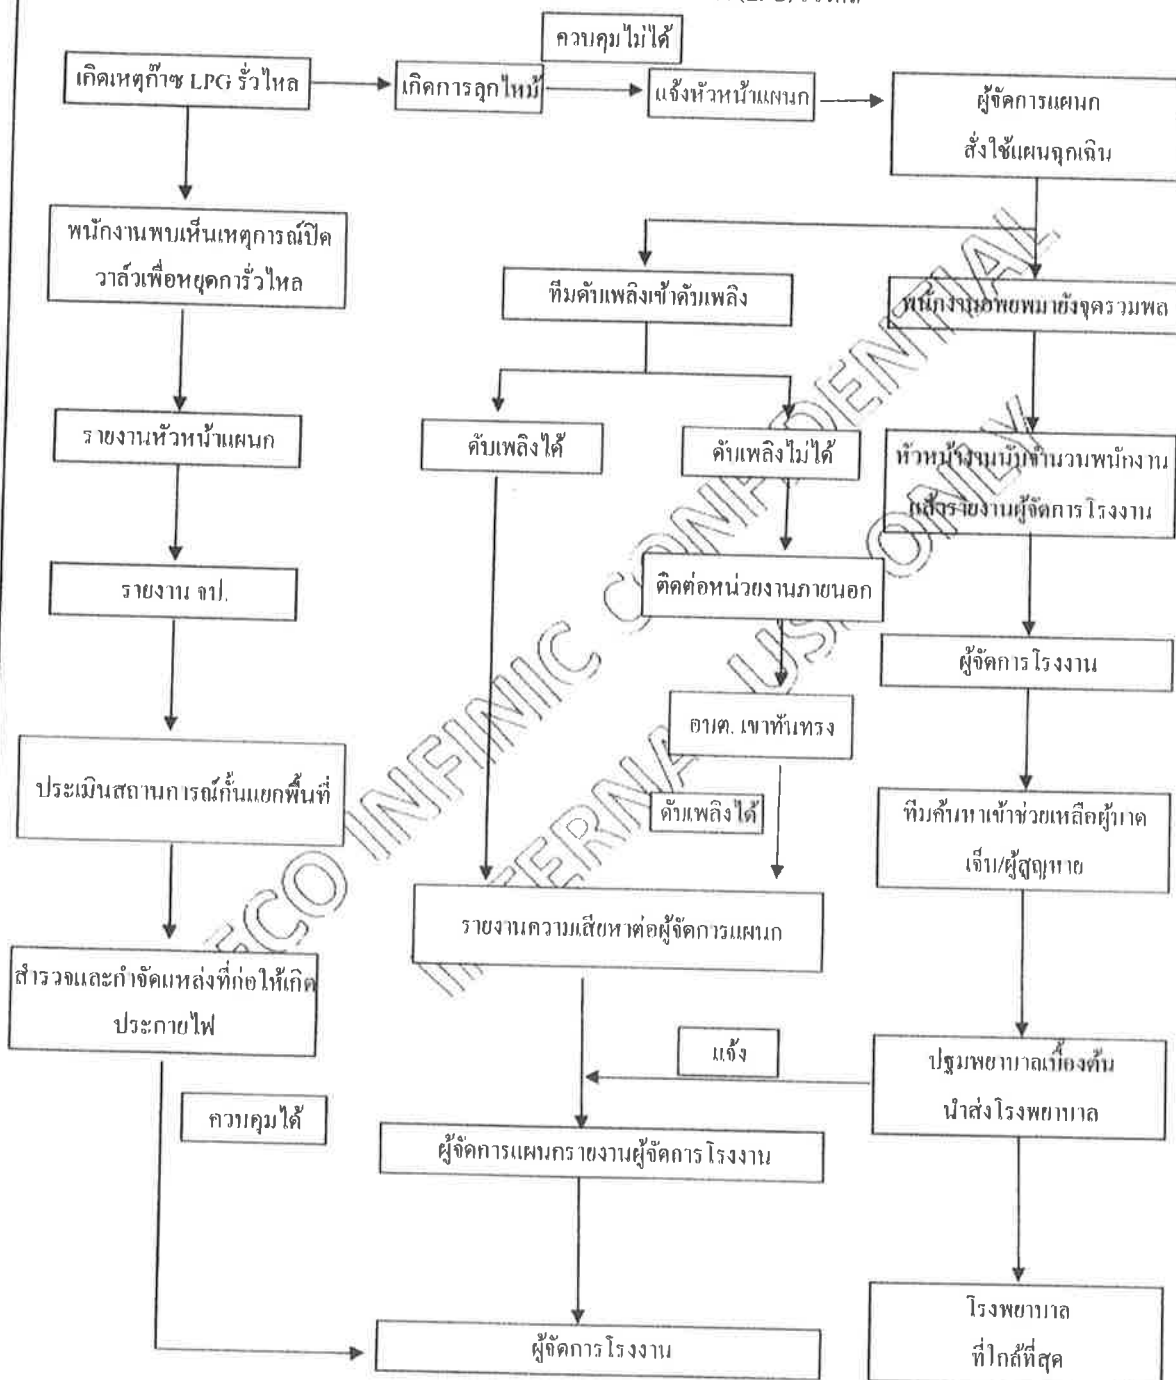 ควบคุมไม่ได้
เกิดเหตุก๊าซ LPG รั่วไหล
เกิดการลุกไหม้
แจ้งหัวหน้าแผนก
ผู้จัดการแผนก
สั่งใช้แผนฉุกเฉิน
พนักงานพบเห็นเหตุการณ์ปิด
วาล์วเพื่อหยุดการั่วไหล
ทีมดับเพลิงเข้าดับเพลิง
พนักงานอพยพมายังจุดรวมพล
รายงานหัวหน้าแผนก
ดับเพลิงได้
ดับเพลิงไม่ได้
หัวหน้างานนับจำนวนพนักงาน
แล้วรายงานผู้จัดการโรงงาน
รายงาน จป.
ติดต่อหน่วยงานภายนอก
ผู้จัดการโรงงาน
อบต. เขาคันทรง
ประเมินสถานการณ์กั้นแยกพื้นที่
ดับเพลิงได้
ทีมค้นหาเข้าช่วยเหลือผู้บาด
เจ็บ/ผู้สูญหาย
รายงานความเสียหาต่อผู้จัดการแผนก
สำรวจและกำจัดแหล่งที่ก่อให้เกิด
ประกายไฟ
แจ้ง
ปฐมพยาบาลเบื้องต้น
นำส่งโรงพยาบาล
ควบคุมได้
ผู้จัดการแผนกรายงานผู้จัดการโรงงาน
โรงพยาบาล
ที่ใกล้ที่สุด
ผู้จัดการโรงงาน
ECO INFINIC CONFIDENTIAL
INTERNAL USE ONLY